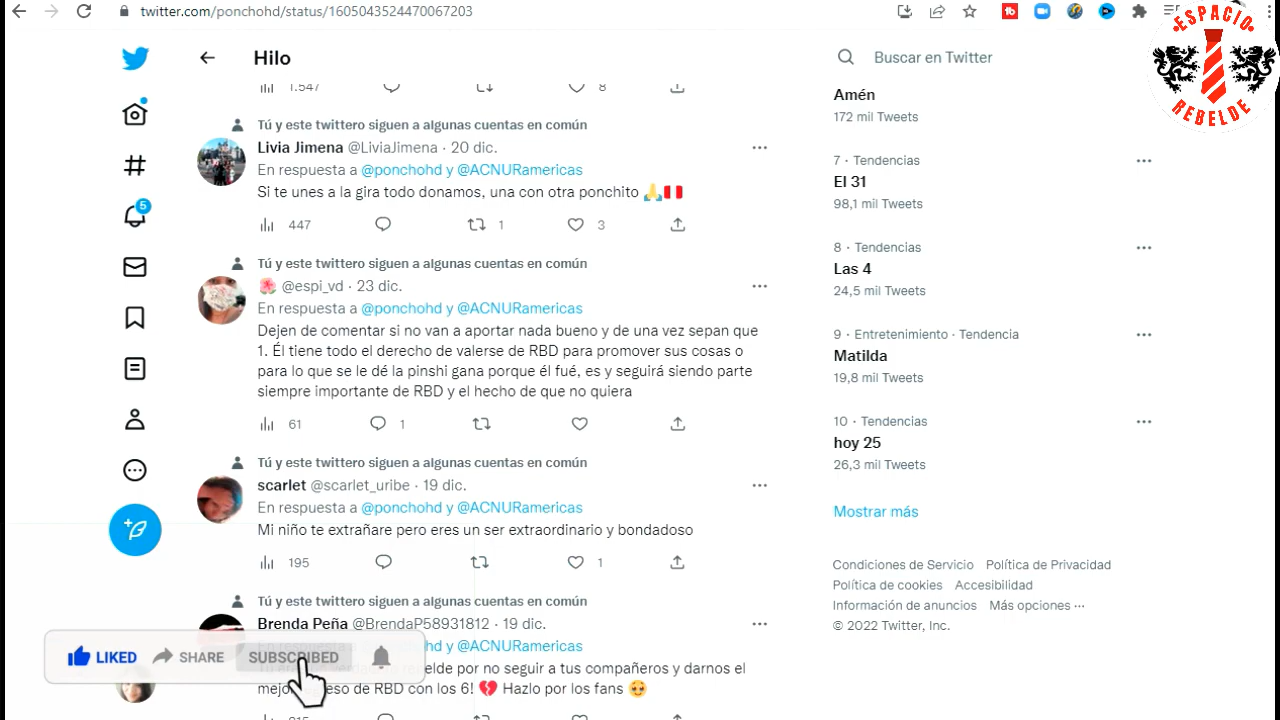 twitter.com/ponchohd/status/1605043524470067203
ESPACIO
REBELDE
Hilo
Buscar en Twitter
1.547
8
Tú y este twittero siguen a algunas cuentas en común
Livia Jimena @LiviaJimena · 20 dic.
En respuesta a @ponchohd y @ACNURamericas
Si te unes a la gira todo donamos, una con otra ponchito 🙏🇵🇪
447 1 3
Tú y este twittero siguen a algunas cuentas en común
🌺 @espi_vd · 23 dic.
En respuesta a @ponchohd y @ACNURamericas
Dejen de comentar si no van a aportar nada bueno y de una vez sepan que
1. Él tiene todo el derecho de valerse de RBD para promover sus cosas o
para lo que se le dé la pinshi gana porque él fué, es y seguirá siendo parte
siempre importante de RBD y el hecho de que no quiera
61 1
Tú y este twittero siguen a algunas cuentas en común
scarlet @scarlet_uribe · 19 dic.
En respuesta a @ponchohd y @ACNURamericas
Mi niño te extrañare pero eres un ser extraordinario y bondadoso
195 1
Tú y este twittero siguen a algunas cuentas en común
Brenda Peña @BrendaP58931812 · 19 dic.
@ACNURamericas
por no seguir a tus compañeros y darnos el
de RBD con los 6! 💔 Hazlo por los fans 🥹
5
LIKED SHARE SUBSCRIBED
Amén
172 mil Tweets
7 · Tendencias
El 31
98,1 mil Tweets
8 · Tendencias
Las 4
24,5 mil Tweets
9 · Entretenimiento · Tendencia
Matilda
19,8 mil Tweets
10 · Tendencias
hoy 25
26,3 mil Tweets
Mostrar más
Condiciones de Servicio Política de Privacidad
Política de cookies Accesibilidad
Información de anuncios Más opciones ···
© 2022 Twitter, Inc.